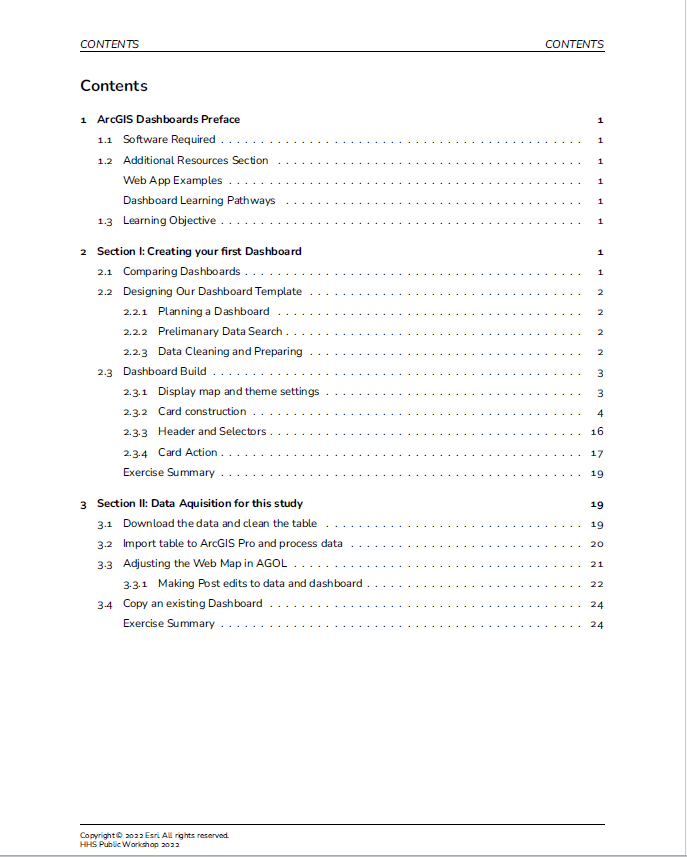 CONTENTS CONTENTS
Contents
1 ArcGIS Dashboards Preface 1
1.1 Software Required . . . . . . . . . . . . . . . . . . . . . . . . . . . . . . . . . . . . . . . . 1
1.2 Additional Resources Section . . . . . . . . . . . . . . . . . . . . . . . . . . . . . . . . . 1
Web App Examples . . . . . . . . . . . . . . . . . . . . . . . . . . . . . . . . . . . . . . . 1
Dashboard Learning Pathways . . . . . . . . . . . . . . . . . . . . . . . . . . . . . . . . 1
1.3 Learning Objective . . . . . . . . . . . . . . . . . . . . . . . . . . . . . . . . . . . . . . . . 1
2 Section I: Creating your first Dashboard 1
2.1 Comparing Dashboards . . . . . . . . . . . . . . . . . . . . . . . . . . . . . . . . . . . . . 1
2.2 Designing Our Dashboard Template . . . . . . . . . . . . . . . . . . . . . . . . . . . . . 2
2.2.1 Planning a Dashboard . . . . . . . . . . . . . . . . . . . . . . . . . . . . . . . . . 2
2.2.2 Prelimanary Data Search . . . . . . . . . . . . . . . . . . . . . . . . . . . . . . . . 2
2.2.3 Data Cleaning and Preparing . . . . . . . . . . . . . . . . . . . . . . . . . . . . . 2
2.3 Dashboard Build . . . . . . . . . . . . . . . . . . . . . . . . . . . . . . . . . . . . . . . . . 3
2.3.1 Display map and theme settings . . . . . . . . . . . . . . . . . . . . . . . . . . . 3
2.3.2 Card construction . . . . . . . . . . . . . . . . . . . . . . . . . . . . . . . . . . . . 4
2.3.3 Header and Selectors . . . . . . . . . . . . . . . . . . . . . . . . . . . . . . . . . . 16
2.3.4 Card Action . . . . . . . . . . . . . . . . . . . . . . . . . . . . . . . . . . . . . . . . 17
Exercise Summary . . . . . . . . . . . . . . . . . . . . . . . . . . . . . . . . . . . . . . . . 19
3 Section II: Data Aquisition for this study 19
3.1 Download the data and clean the table . . . . . . . . . . . . . . . . . . . . . . . . . . . 19
3.2 Import table to ArcGIS Pro and process data . . . . . . . . . . . . . . . . . . . . . . . . 20
3.3 Adjusting the Web Map in AGOL . . . . . . . . . . . . . . . . . . . . . . . . . . . . . . . 21
3.3.1 Making Post edits to data and dashboard . . . . . . . . . . . . . . . . . . . . . . 22
3.4 Copy an existing Dashboard . . . . . . . . . . . . . . . . . . . . . . . . . . . . . . . . . . 24
Exercise Summary . . . . . . . . . . . . . . . . . . . . . . . . . . . . . . . . . . . . . . . . 24
Copyright © 2022 Esri. All rights reserved.
HHS Public Workshop 2022